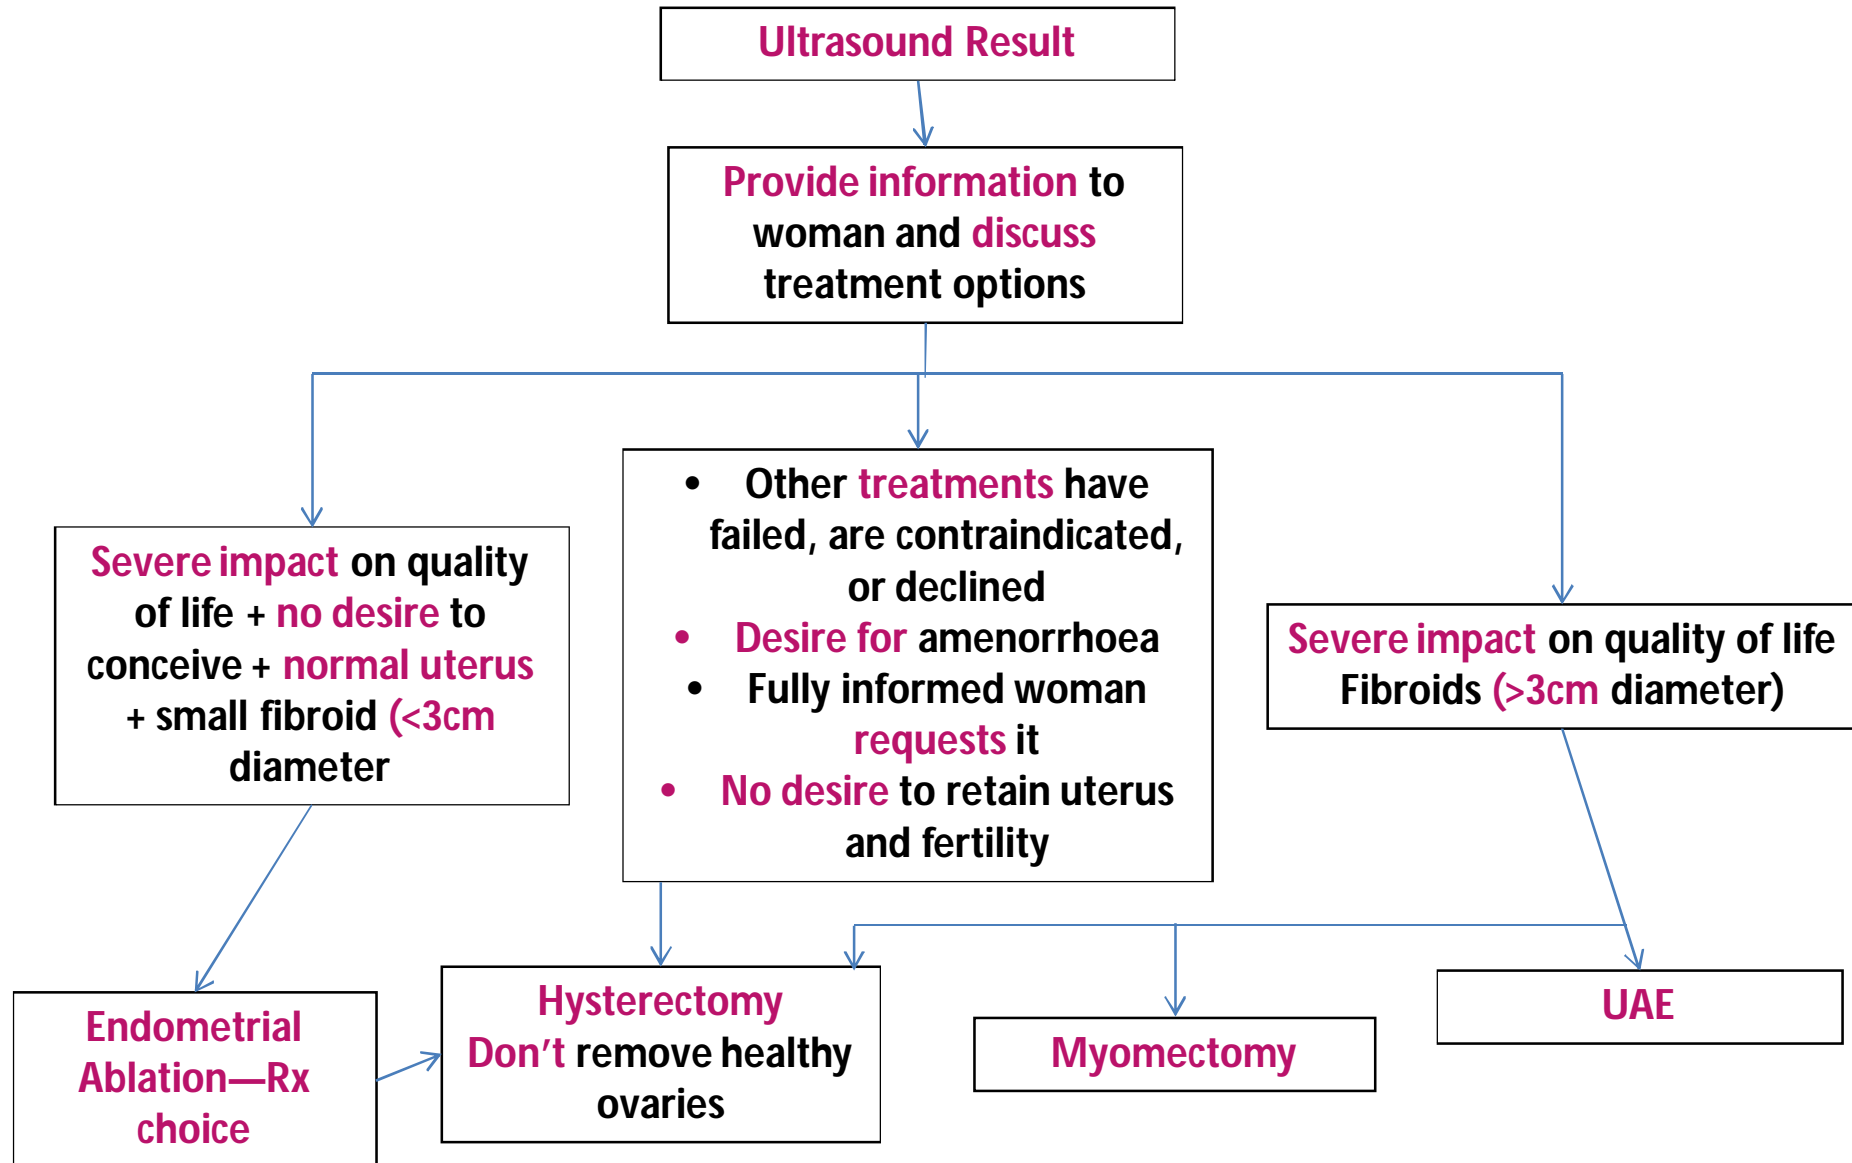 Ultrasound Result
Provide information to
woman and discuss
treatment options
Severe impact on quality
of life + no desire to
conceive + normal uterus
+ small fibroid (<3cm
diameter
• Other treatments have
failed, are contraindicated,
or declined
• Desire for amenorrhoea
• Fully informed woman
requests it
• No desire to retain uterus
and fertility
Severe impact on quality of life
Fibroids (>3cm diameter)
Endometrial
Ablation—Rx
choice
Hysterectomy
Don’t remove healthy
ovaries
Myomectomy
UAE